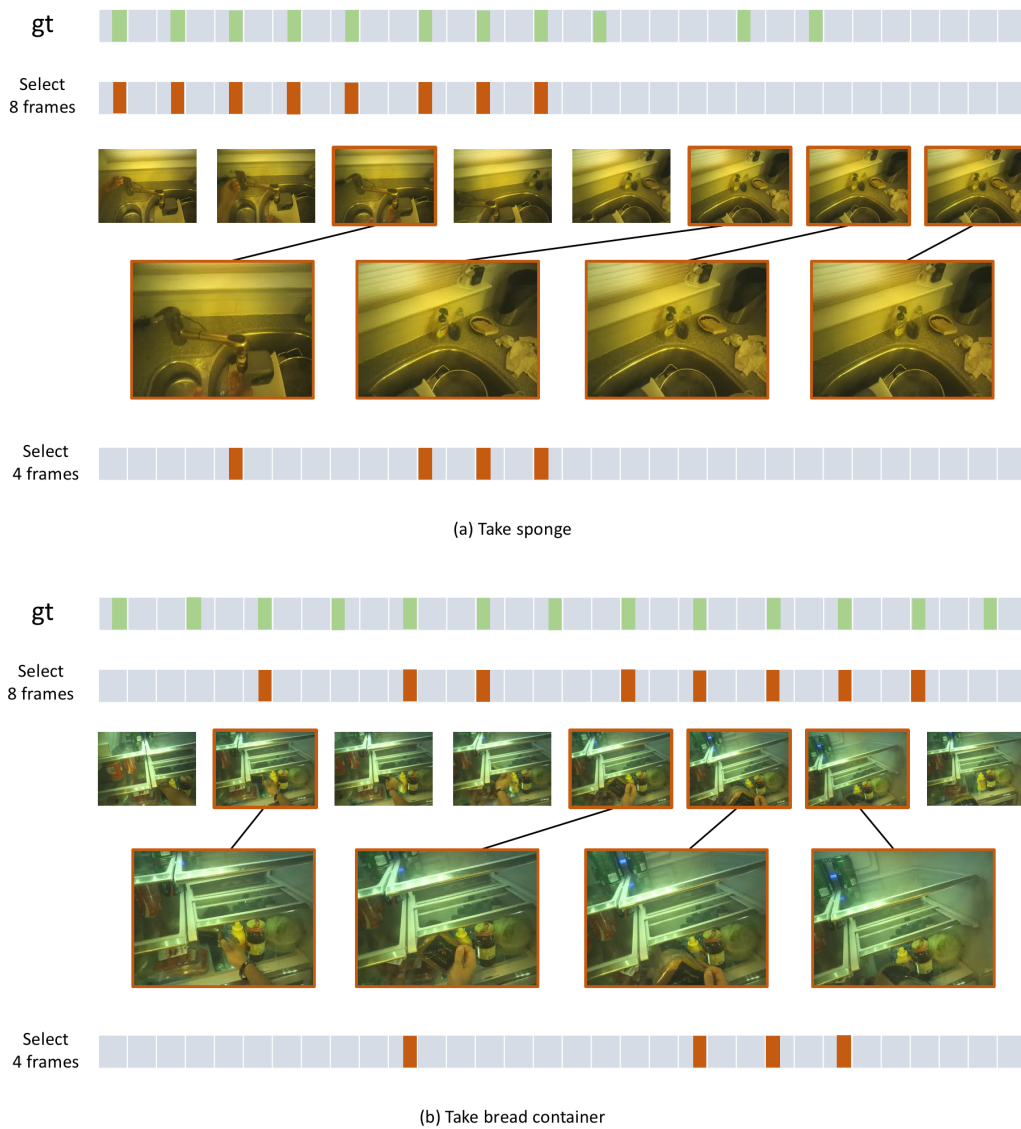 gt
Select
8 frames
Select
4 frames
(a) Take sponge
gt
Select
8 frames
Select
4 frames
(b) Take bread container